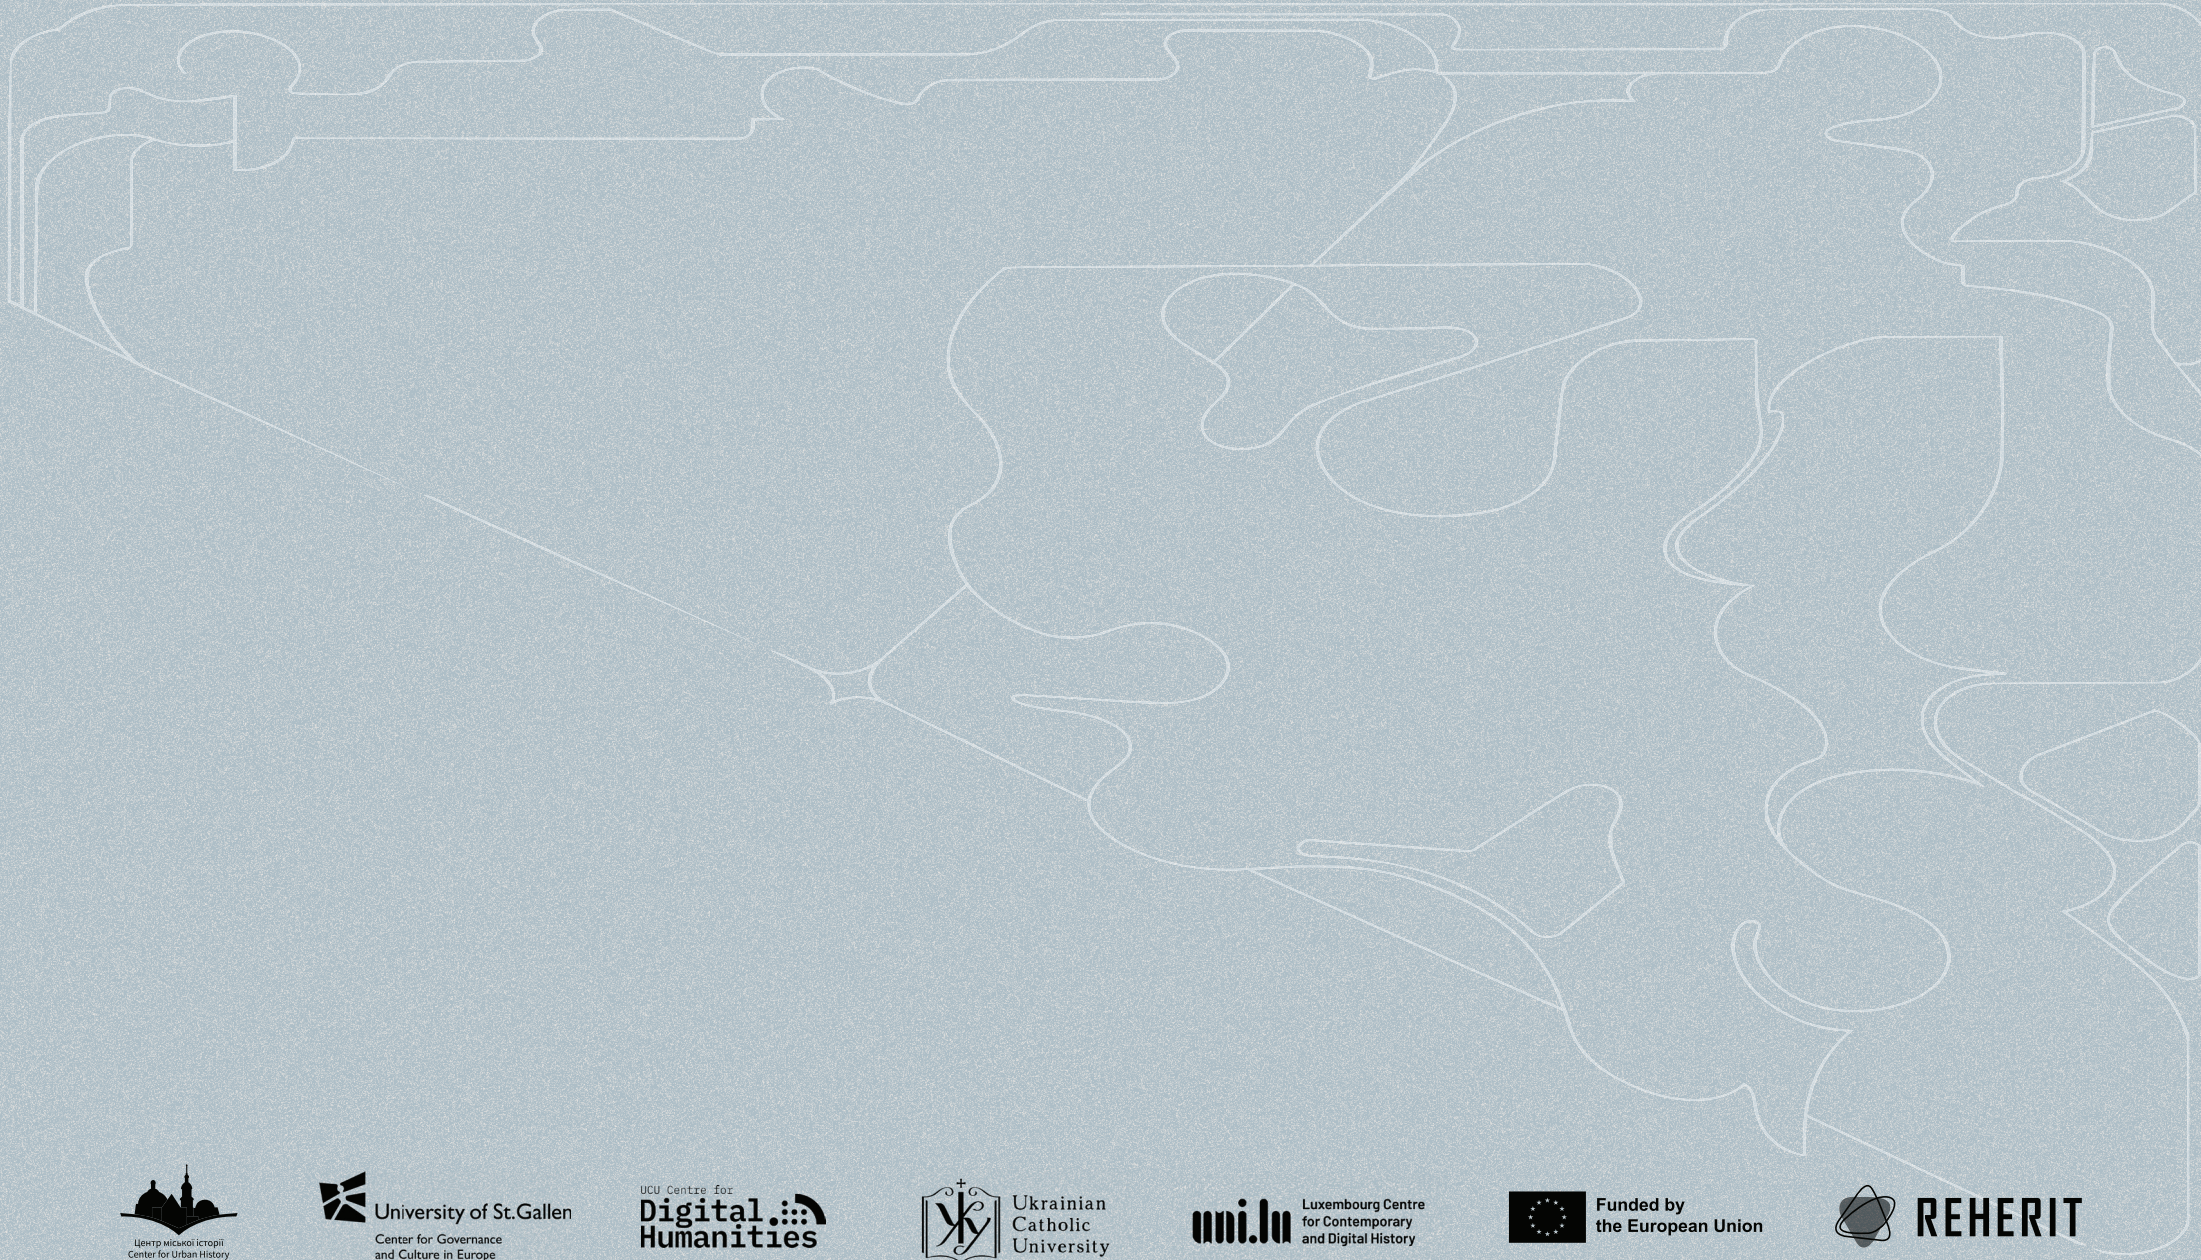 Центр міської історії
Center for Urban History
University of St.Gallen
Center for Governance
and Culture in Europe
UCU Centre for
Digital
Humanities
Ukrainian
Catholic
University
uni.lu
Luxembourg Centre
for Contemporary
and Digital History
Funded by
the European Union
REHERIT